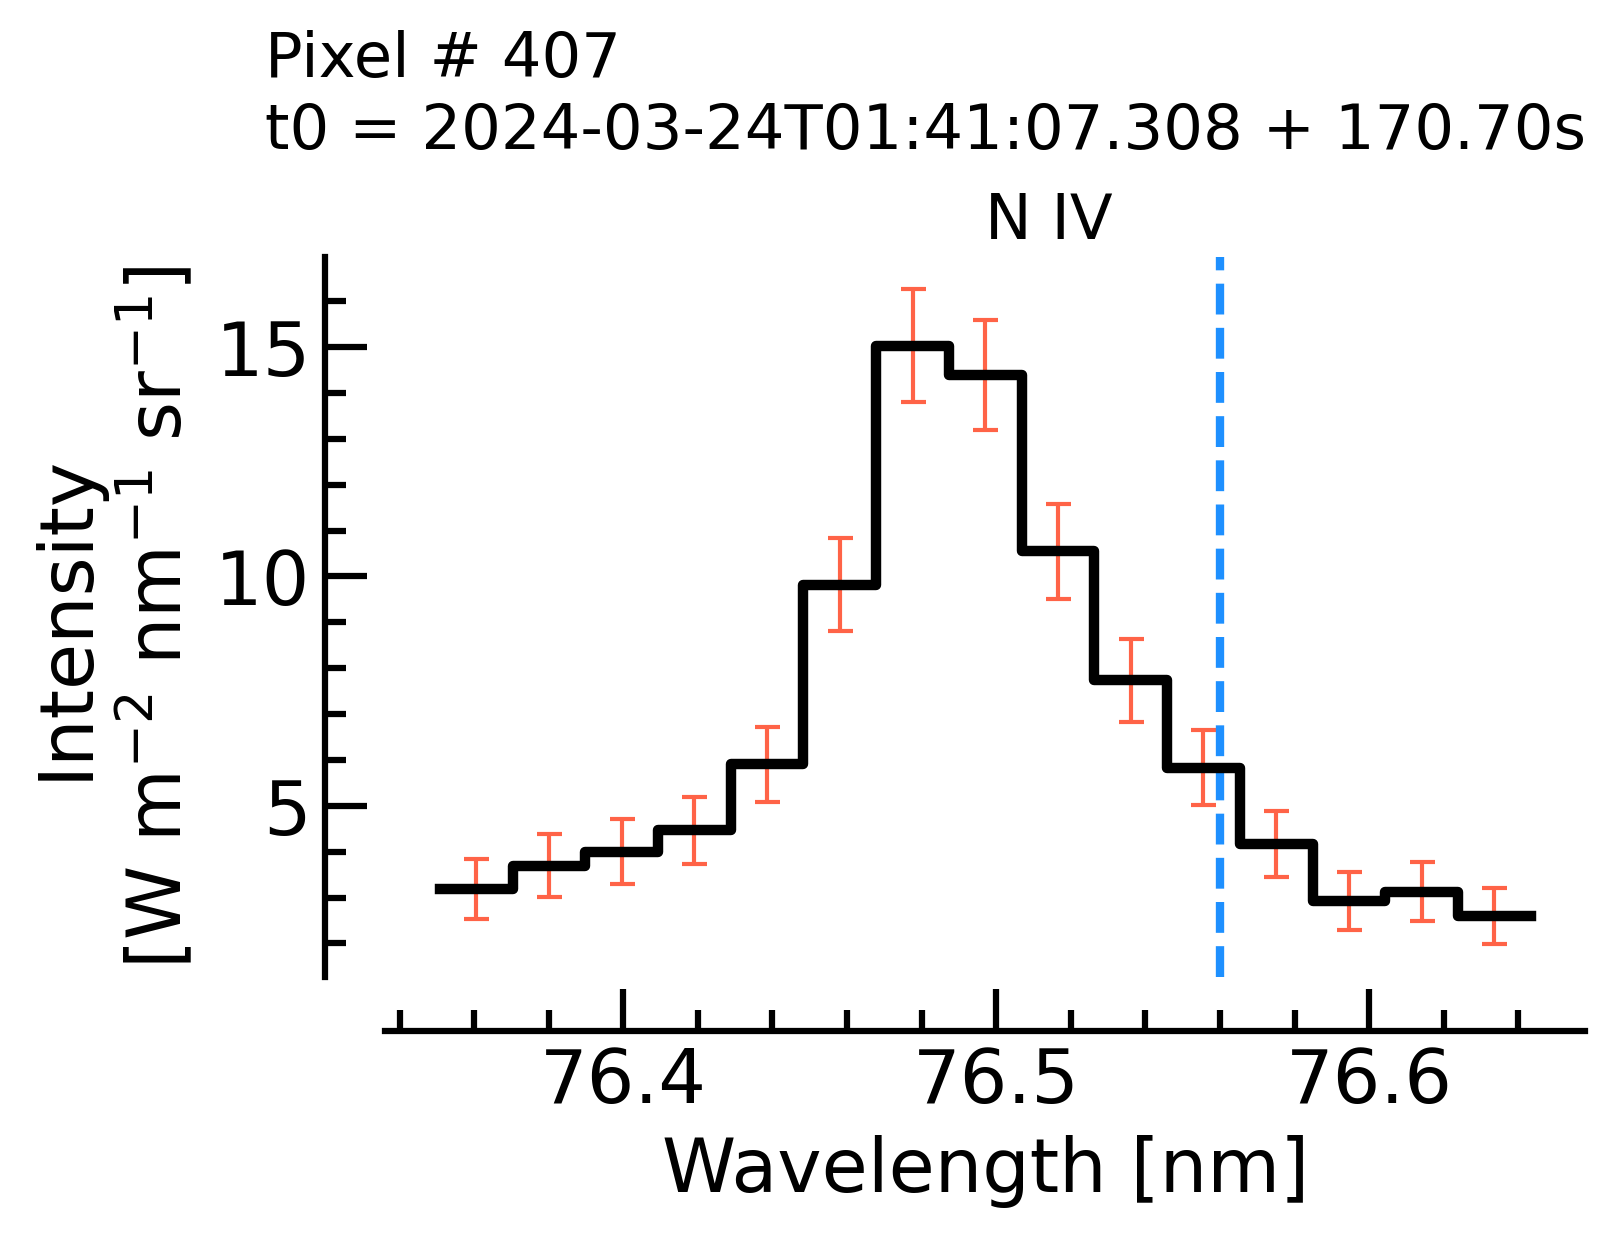 Pixel # 407
t0 = 2024-03-24T01:41:07.308 + 170.70s
N IV
Intensity
[W m⁻² nm⁻¹ sr⁻¹]
15
10
5
76.4 76.5 76.6
Wavelength [nm]